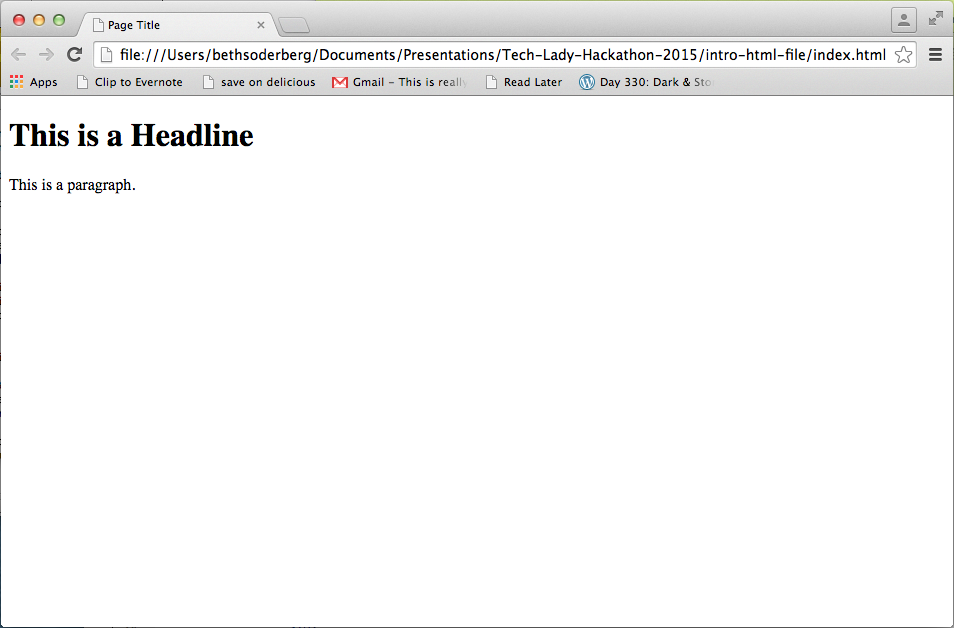 Page Title
file:///Users/bethsoderberg/Documents/Presentations/Tech-Lady-Hackathon-2015/intro-html-file/index.html
Apps Clip to Evernote save on delicious Gmail – This is really Read Later Day 330: Dark & Sto
This is a Headline
This is a paragraph.